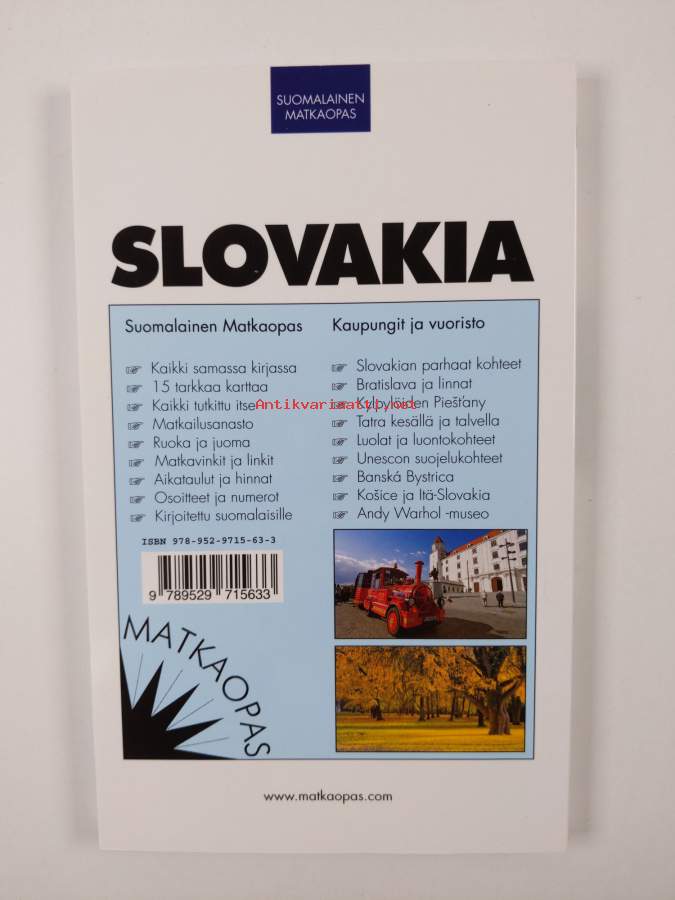 SUOMALAINEN
MATKAOPAS
SLOVAKIA
Suomalainen Matkaopas
☞ Kaikki samassa kirjassa
☞ 15 tarkkaa karttaa
☞ Kaikki tutkittu itse
☞ Matkailusanasto
☞ Ruoka ja juoma
☞ Matkavinkit ja linkit
☞ Aikataulut ja hinnat
☞ Osoitteet ja numerot
☞ Kirjoitettu suomalaisille
Kaupungit ja vuoristo
☞ Slovakian parhaat kohteet
☞ Bratislava ja linnat
☞ Kylpylöiden Piešťany
☞ Tatra kesällä ja talvella
☞ Luolat ja luontokohteet
☞ Unescon suojelukohteet
☞ Banská Bystrica
☞ Košice ja Itä-Slovakia
☞ Andy Warhol -museo
Antikvariaatti.net
ISBN 978-952-9715-63-3
9 789529 715633
MATKAOPAS
www.matkaopas.com